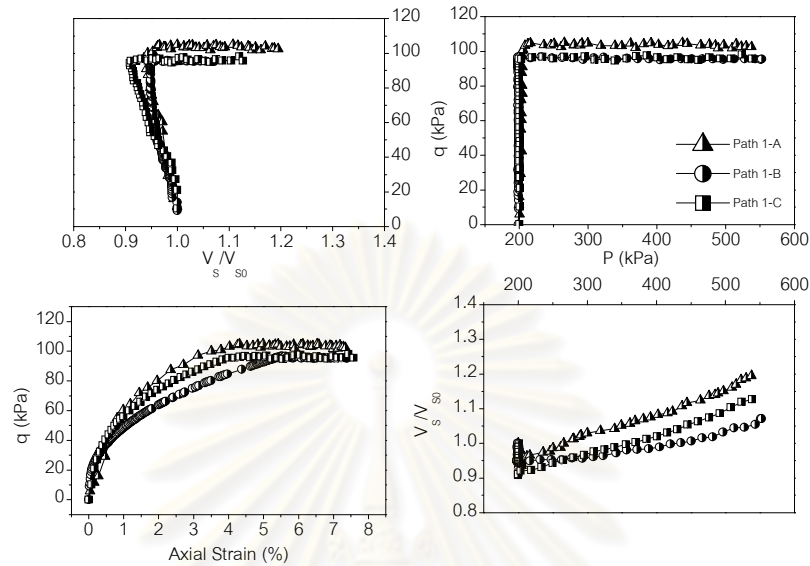 120
100
80
60
40
20
0
q (kPa)
0.8 0.9 1.0 1.1 1.2 1.3 1.4
V S/V S0
120
100
80
60
40
20
0
q (kPa)
Path 1-A
Path 1-B
Path 1-C
200 300 400 500 600
P (kPa)
120
100
80
60
40
20
0
q (kPa)
0 1 2 3 4 5 6 7 8
Axial Strain (%)
200 300 400 500 600
1.4
1.3
1.2
1.1
1.0
0.9
0.8
V S/V S0